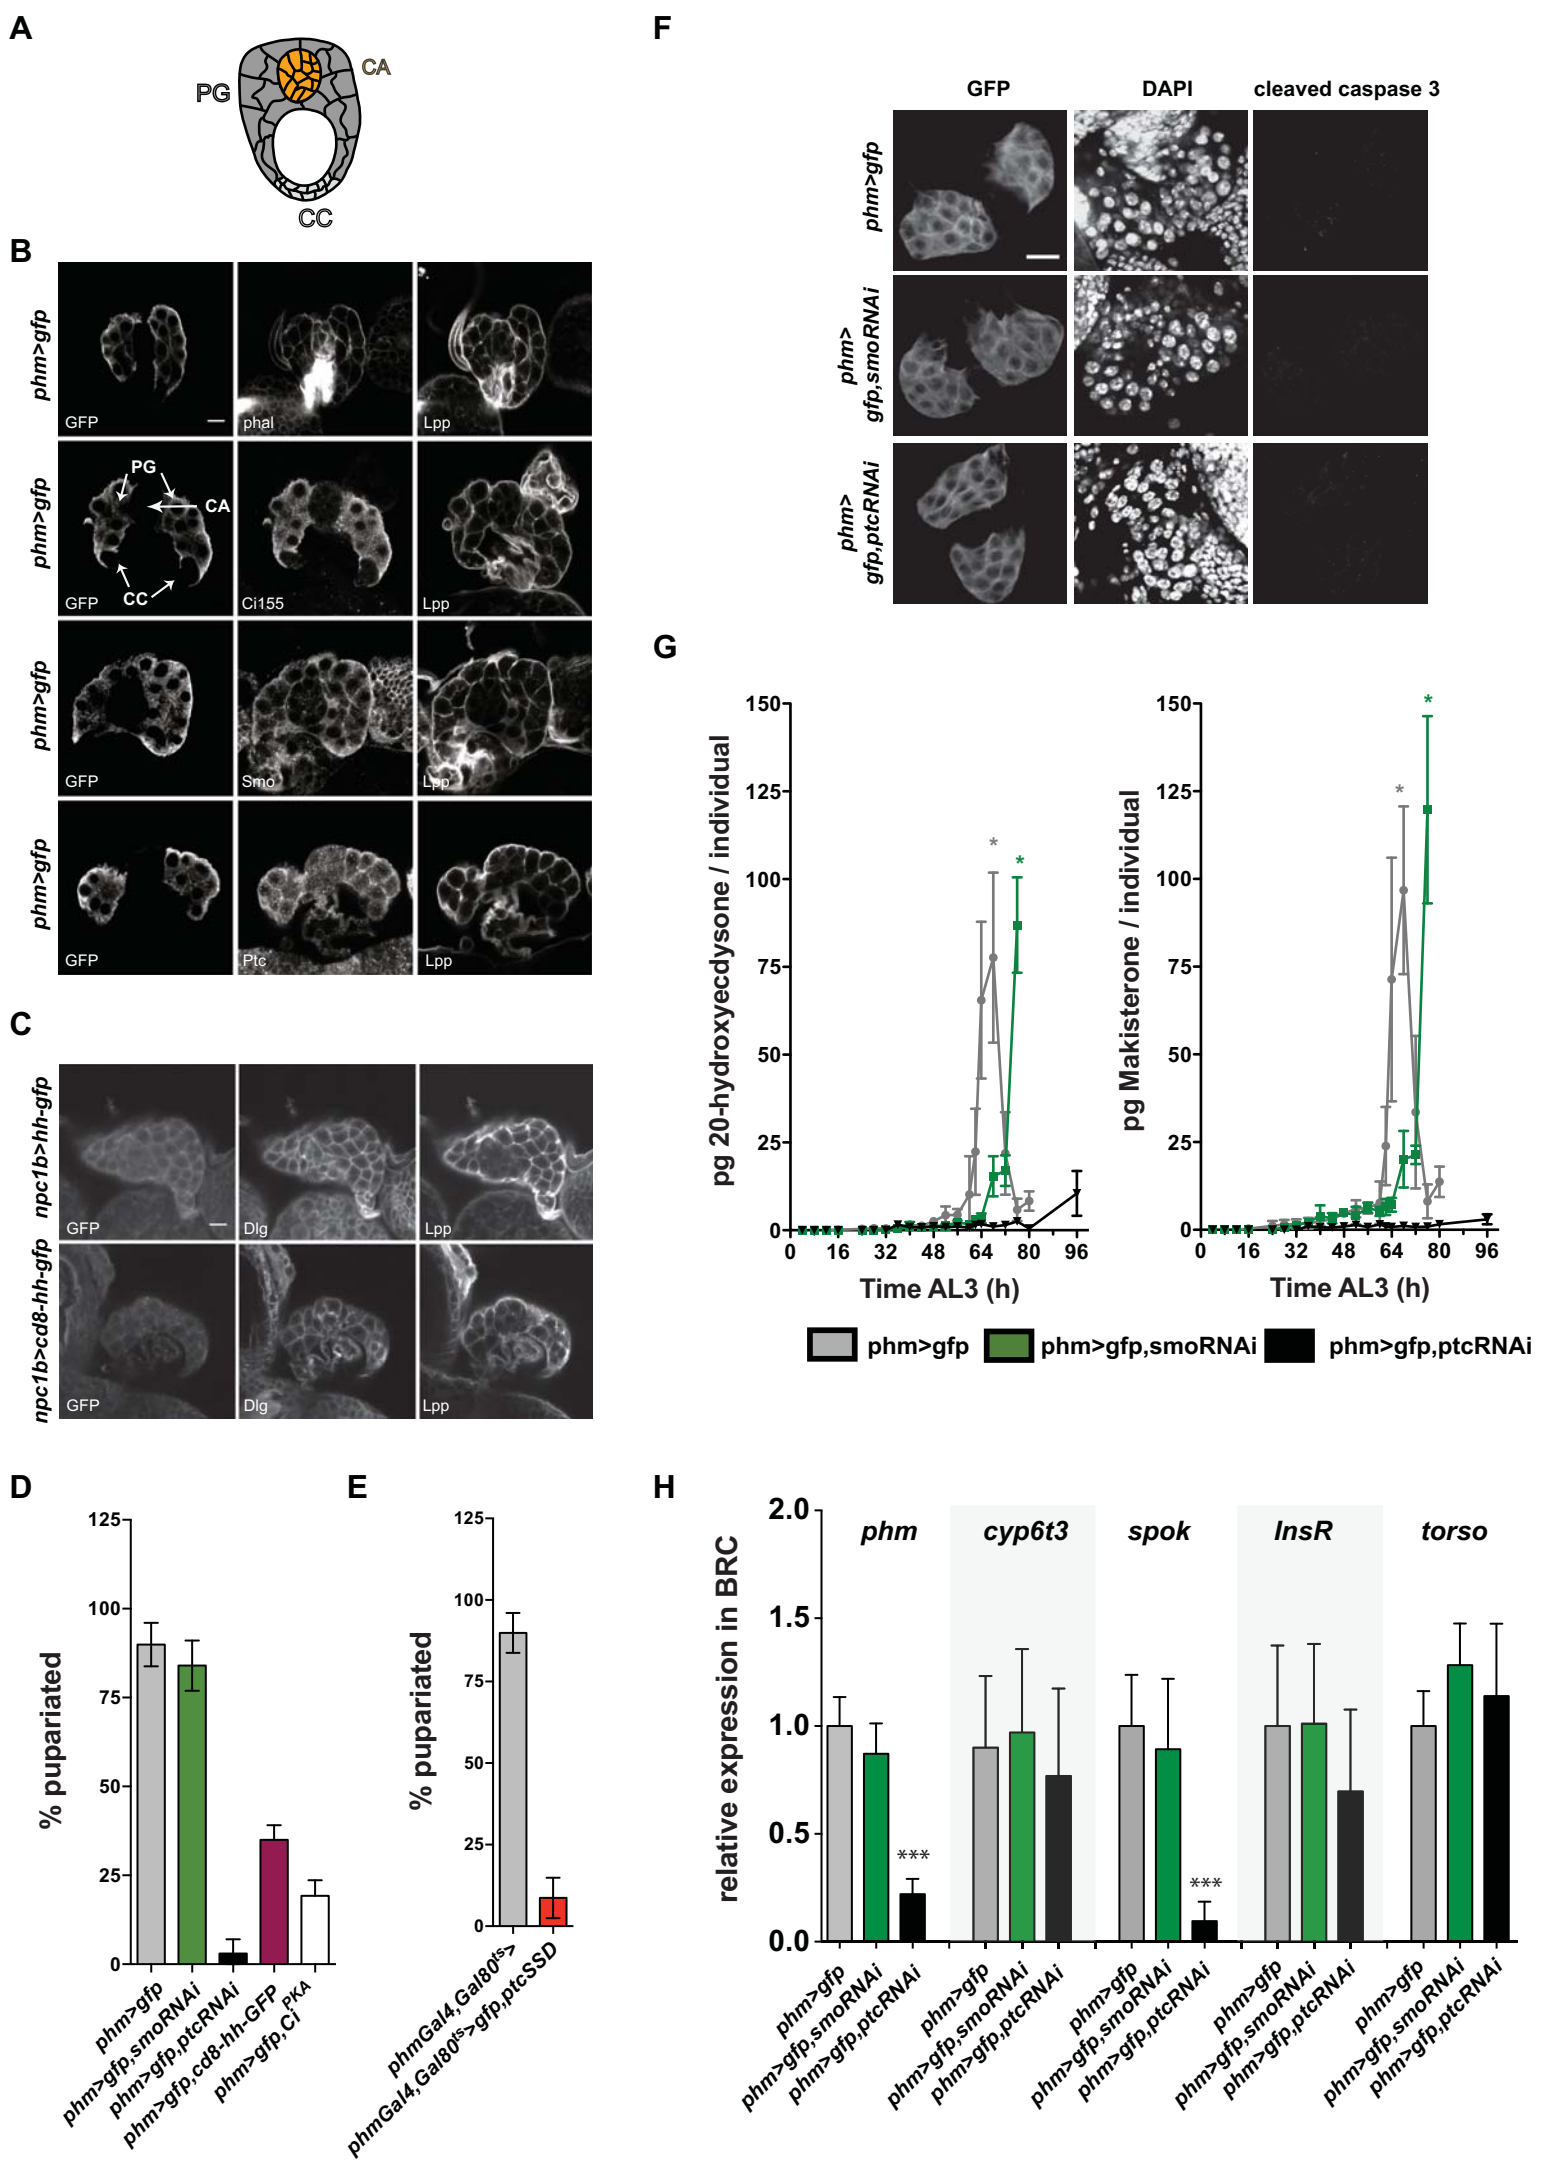 A
PG
CA
CC
B
phm>gfp
GFP
phal
Lpp
phm>gfp
PG
CA
CC
GFP
Ci155
Lpp
phm>gfp
GFP
Smo
Lpp
phm>gfp
GFP
Ptc
Lpp
C
npc1b>hh-gfp
GFP
Dlg
Lpp
npc1b>cd8-hh-gfp
GFP
Dlg
Lpp
D
% pupariated
125
100
75
50
25
0
phm>gfp
phm>gfp,smoRNAi
phm>gfp,ptcRNAi
phm>gfp,cd8-hh-GFP
phm>gfp,Ci^PKA
E
% pupariated
125
100
75
50
25
0
phmGal4,Gal80^ts>
phmGal4,Gal80^ts>gfp,ptcSSD
F
GFP
DAPI
cleaved caspase 3
phm>gfp
phm>
gfp,smoRNAi
phm>
gfp,ptcRNAi
G
pg 20-hydroxyecdysone / individual
150
125
100
75
50
25
0
* *
0 16 32 48 64 80 96
Time AL3 (h)
pg Makisterone / individual
150
125
100
75
50
25
0
* *
0 16 32 48 64 80 96
Time AL3 (h)
phm>gfp
phm>gfp,smoRNAi
phm>gfp,ptcRNAi
H
relative expression in BRC
2.0
1.5
1.0
0.5
0.0
phm
cyp6t3
spok
InsR
torso
***
***
phm>gfp
phm>gfp,smoRNAi
phm>gfp,ptcRNAi
phm>gfp
phm>gfp,smoRNAi
phm>gfp,ptcRNAi
phm>gfp
phm>gfp,smoRNAi
phm>gfp,ptcRNAi
phm>gfp
phm>gfp,smoRNAi
phm>gfp,ptcRNAi
phm>gfp
phm>gfp,smoRNAi
phm>gfp,ptcRNAi